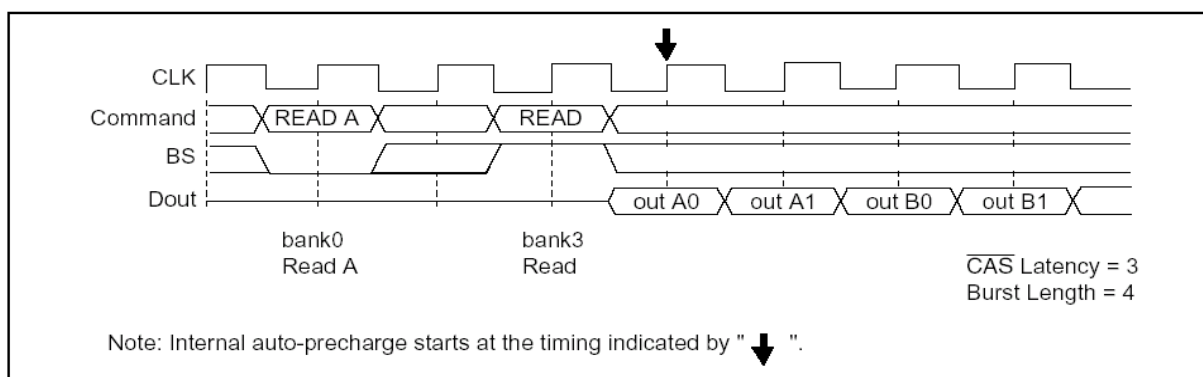 CLK
Command READ A READ
BS
Dout out A0 out A1 out B0 out B1
bank0 bank3
Read A Read
CAS Latency = 3
Burst Length = 4
Note: Internal auto-precharge starts at the timing indicated by " ".